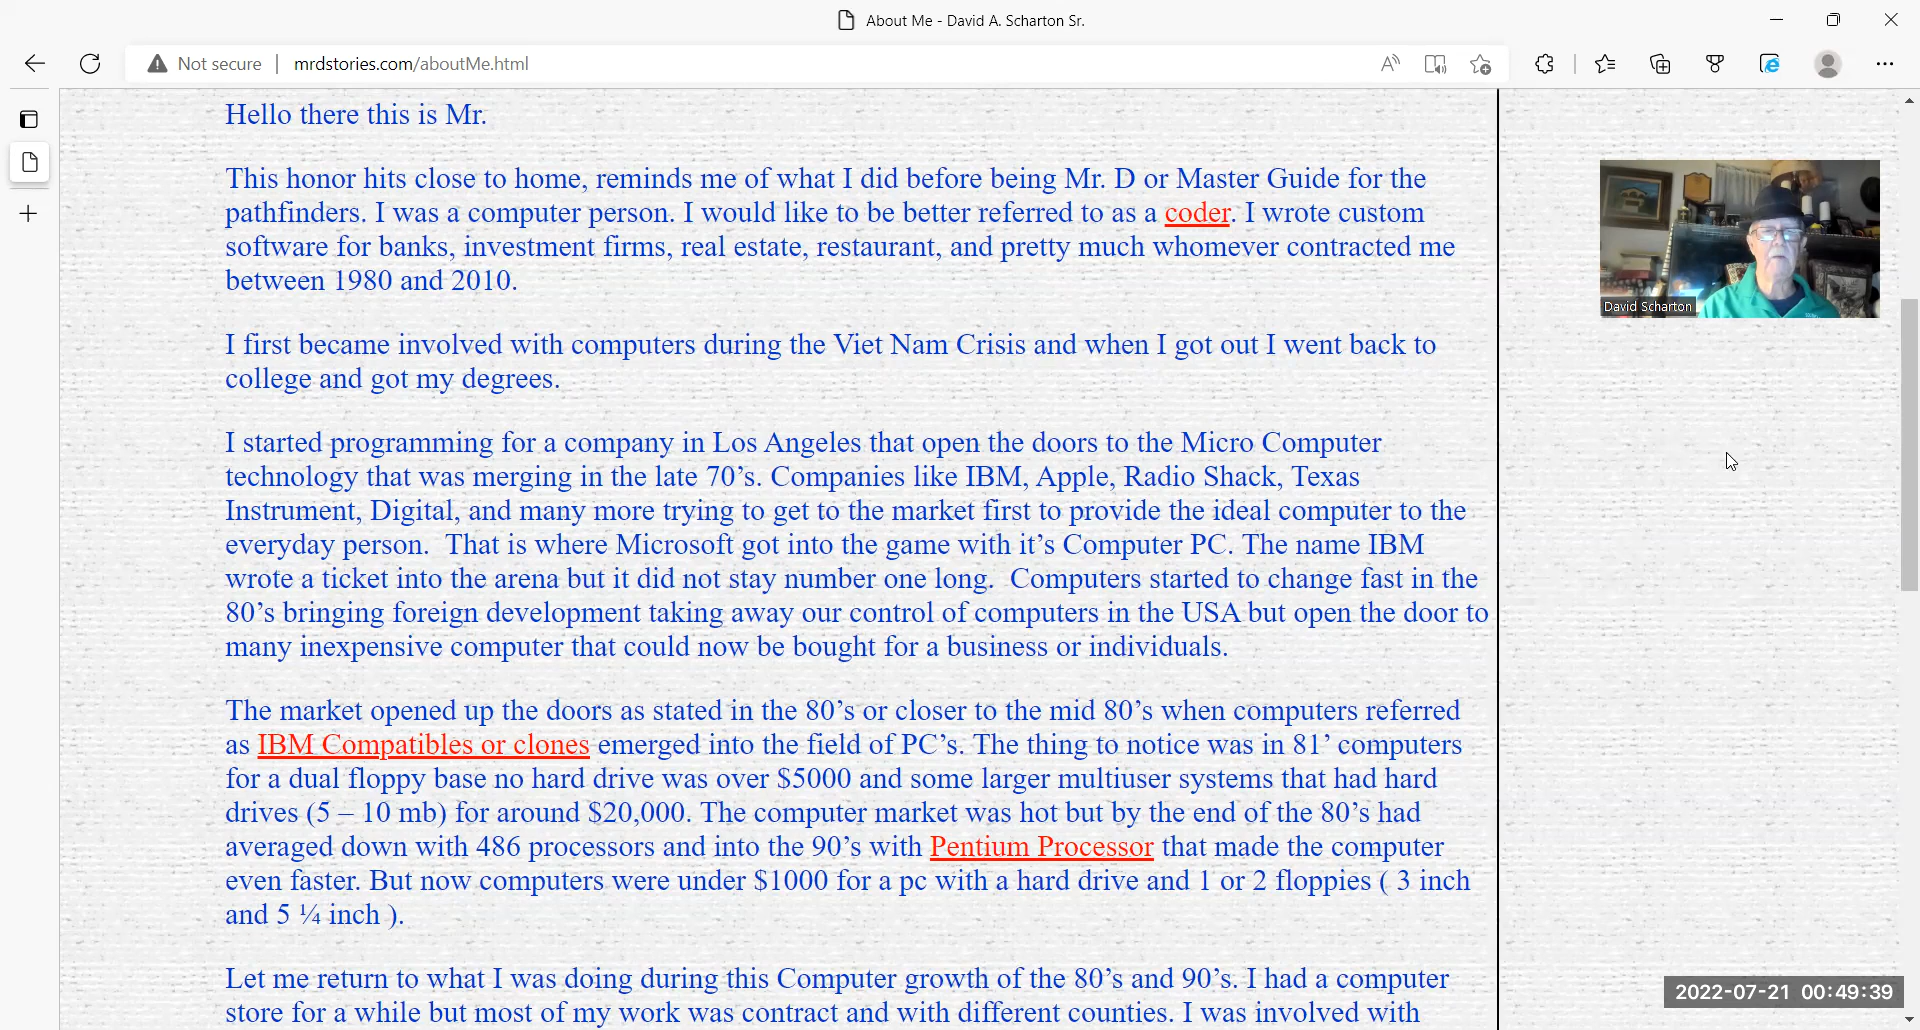 About Me - David A. Scharton Sr.
Not secure | mrdstories.com/aboutMe.html
Hello there this is Mr.
This honor hits close to home, reminds me of what I did before being Mr. D or Master Guide for the
pathfinders. I was a computer person. I would like to be better referred to as a coder. I wrote custom
software for banks, investment firms, real estate, restaurant, and pretty much whomever contracted me
between 1980 and 2010.
I first became involved with computers during the Viet Nam Crisis and when I got out I went back to
college and got my degrees.
I started programming for a company in Los Angeles that open the doors to the Micro Computer
technology that was merging in the late 70’s. Companies like IBM, Apple, Radio Shack, Texas
Instrument, Digital, and many more trying to get to the market first to provide the ideal computer to the
everyday person.  That is where Microsoft got into the game with it’s Computer PC. The name IBM
wrote a ticket into the arena but it did not stay number one long.  Computers started to change fast in the
80’s bringing foreign development taking away our control of computers in the USA but open the door to
many inexpensive computer that could now be bought for a business or individuals.
The market opened up the doors as stated in the 80’s or closer to the mid 80’s when computers referred
as IBM Compatibles or clones emerged into the field of PC’s. The thing to notice was in 81’ computers
for a dual floppy base no hard drive was over $5000 and some larger multiuser systems that had hard
drives (5 – 10 mb) for around $20,000. The computer market was hot but by the end of the 80’s had
averaged down with 486 processors and into the 90’s with Pentium Processor that made the computer
even faster. But now computers were under $1000 for a pc with a hard drive and 1 or 2 floppies ( 3 inch
and 5 ¼ inch ).
Let me return to what I was doing during this Computer growth of the 80’s and 90’s. I had a computer
store for a while but most of my work was contract and with different counties. I was involved with
David Scharton
2022-07-21 00:49:39